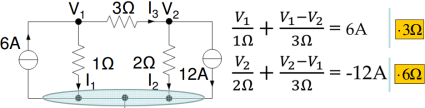 V₁ 3Ω I₃ V₂
6A 1Ω 2Ω 12A
I₁ I₂
V₁/1Ω + (V₁−V₂)/3Ω = 6A ·3Ω
V₂/2Ω + (V₂−V₁)/3Ω = -12A ·6Ω